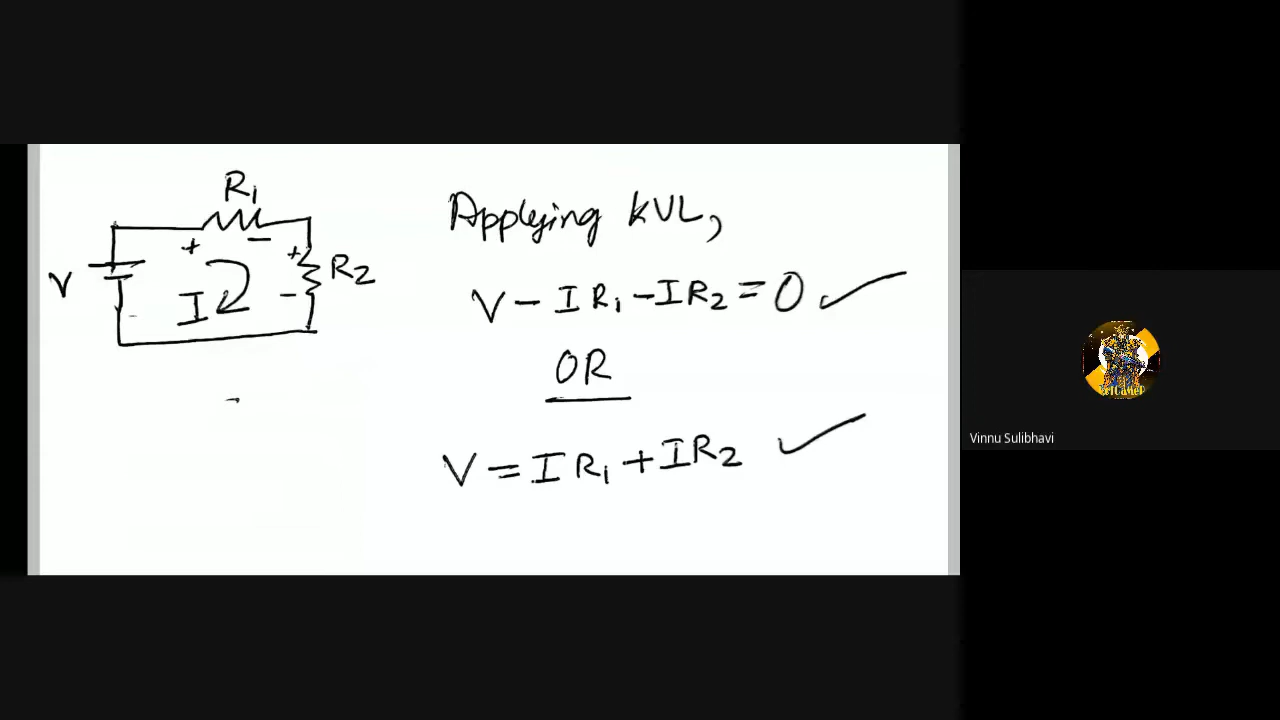 R1
V
+
-
+
-
R2
I
Applying KVL,
V - IR1 - IR2 = 0 ✓
OR
V = IR1 + IR2 ✓
Vinnu Sulibhavi